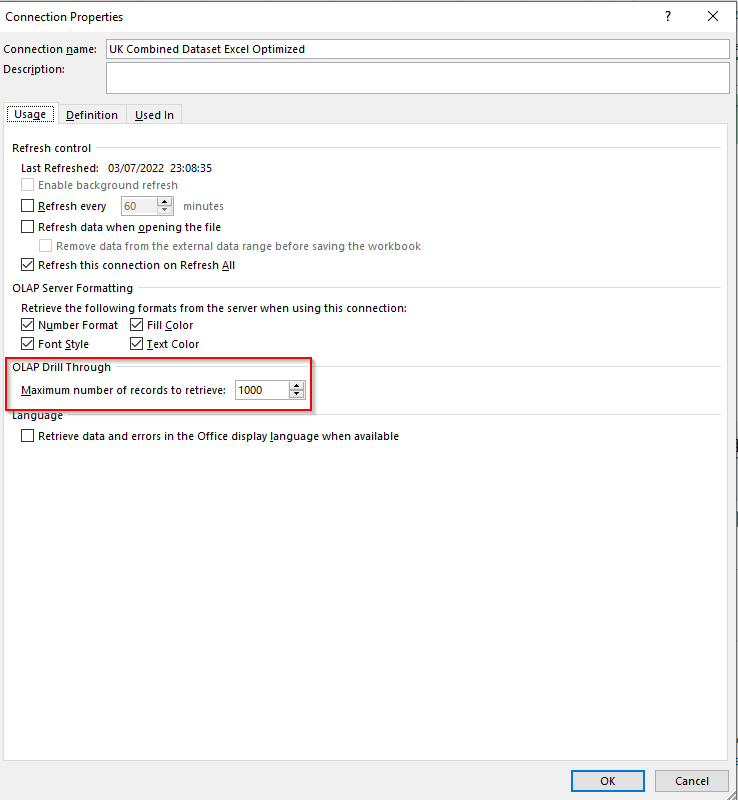 Connection Properties ?
Connection name: UK Combined Dataset Excel Optimized
Description:
Usage Definition Used In
Refresh control
Last Refreshed: 03/07/2022 23:08:35
Enable background refresh
Refresh every 60 minutes
Refresh data when opening the file
Remove data from the external data range before saving the workbook
Refresh this connection on Refresh All
OLAP Server Formatting
Retrieve the following formats from the server when using this connection:
Number Format Fill Color
Font Style Text Color
OLAP Drill Through
Maximum number of records to retrieve: 1000
Language
Retrieve data and errors in the Office display language when available
OK Cancel